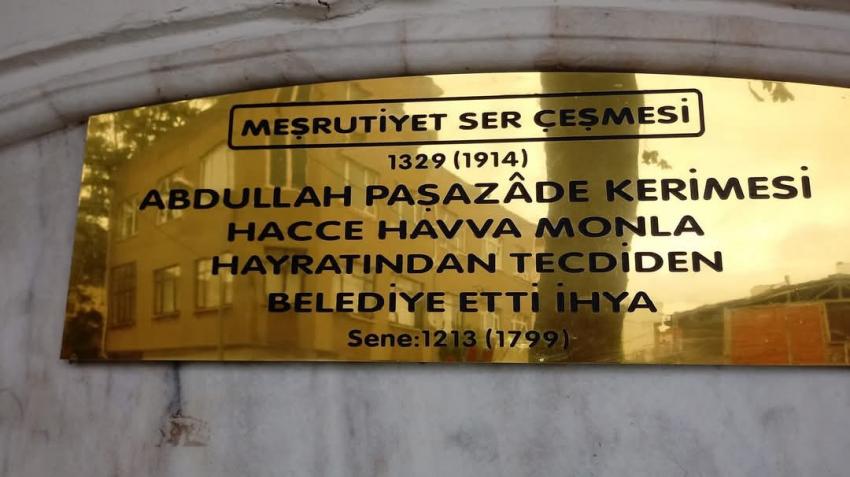 MEŞRUTİYET SER ÇEŞMESİ
1329 (1914)
ABDULLAH PAŞAZÂDE KERİMESİ
HACCE HAVVA MONLA
HAYRATINDAN TECDİDEN
BELEDİYE ETTİ İHYA
Sene:1213 (1799)